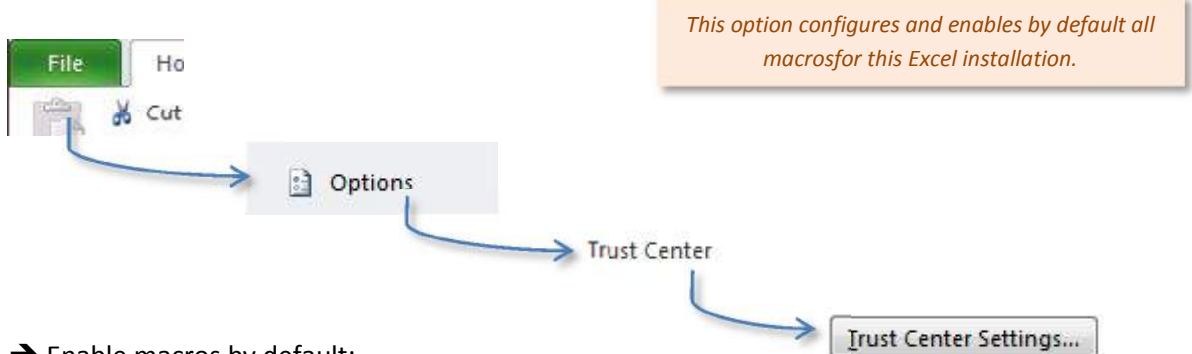 This option configures and enables by default all
macrosfor this Excel installation.
File Ho
Cut
Options
Trust Center
Trust Center Settings...
➔ Enable macros by default: